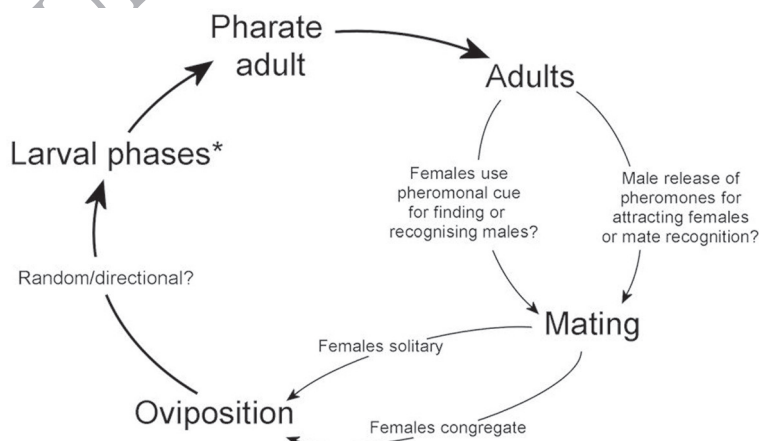 Pharate
adult
Adults
Larval phases*
Females use
pheromonal cue
for finding or
recognising males?
Male release of
pheromones for
attracting females
or mate recognition?
Random/directional?
Mating
Females solitary
Oviposition
Females congregate